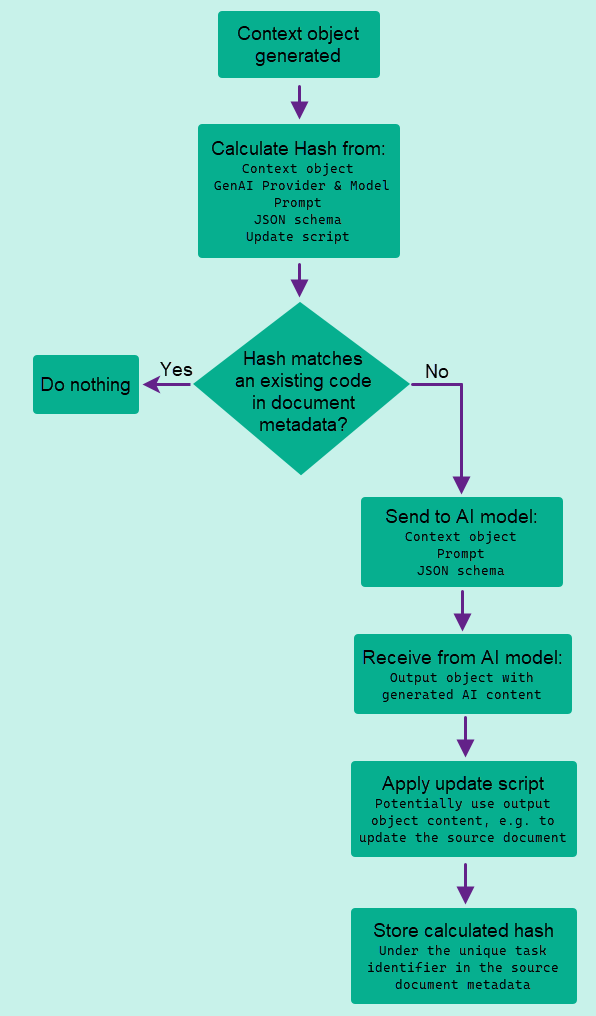 Context object
generated
Calculate Hash from:
Context object
GenAI Provider & Model
Prompt
JSON schema
Update script
Hash matches
an existing code
in document
metadata?
Yes
Do nothing
No
Send to AI model:
Context object
Prompt
JSON schema
Receive from AI model:
Output object with
generated AI content
Apply update script
Potentially use output
object content, e.g. to
update the source document
Store calculated hash
Under the unique task
identifier in the source
document metadata